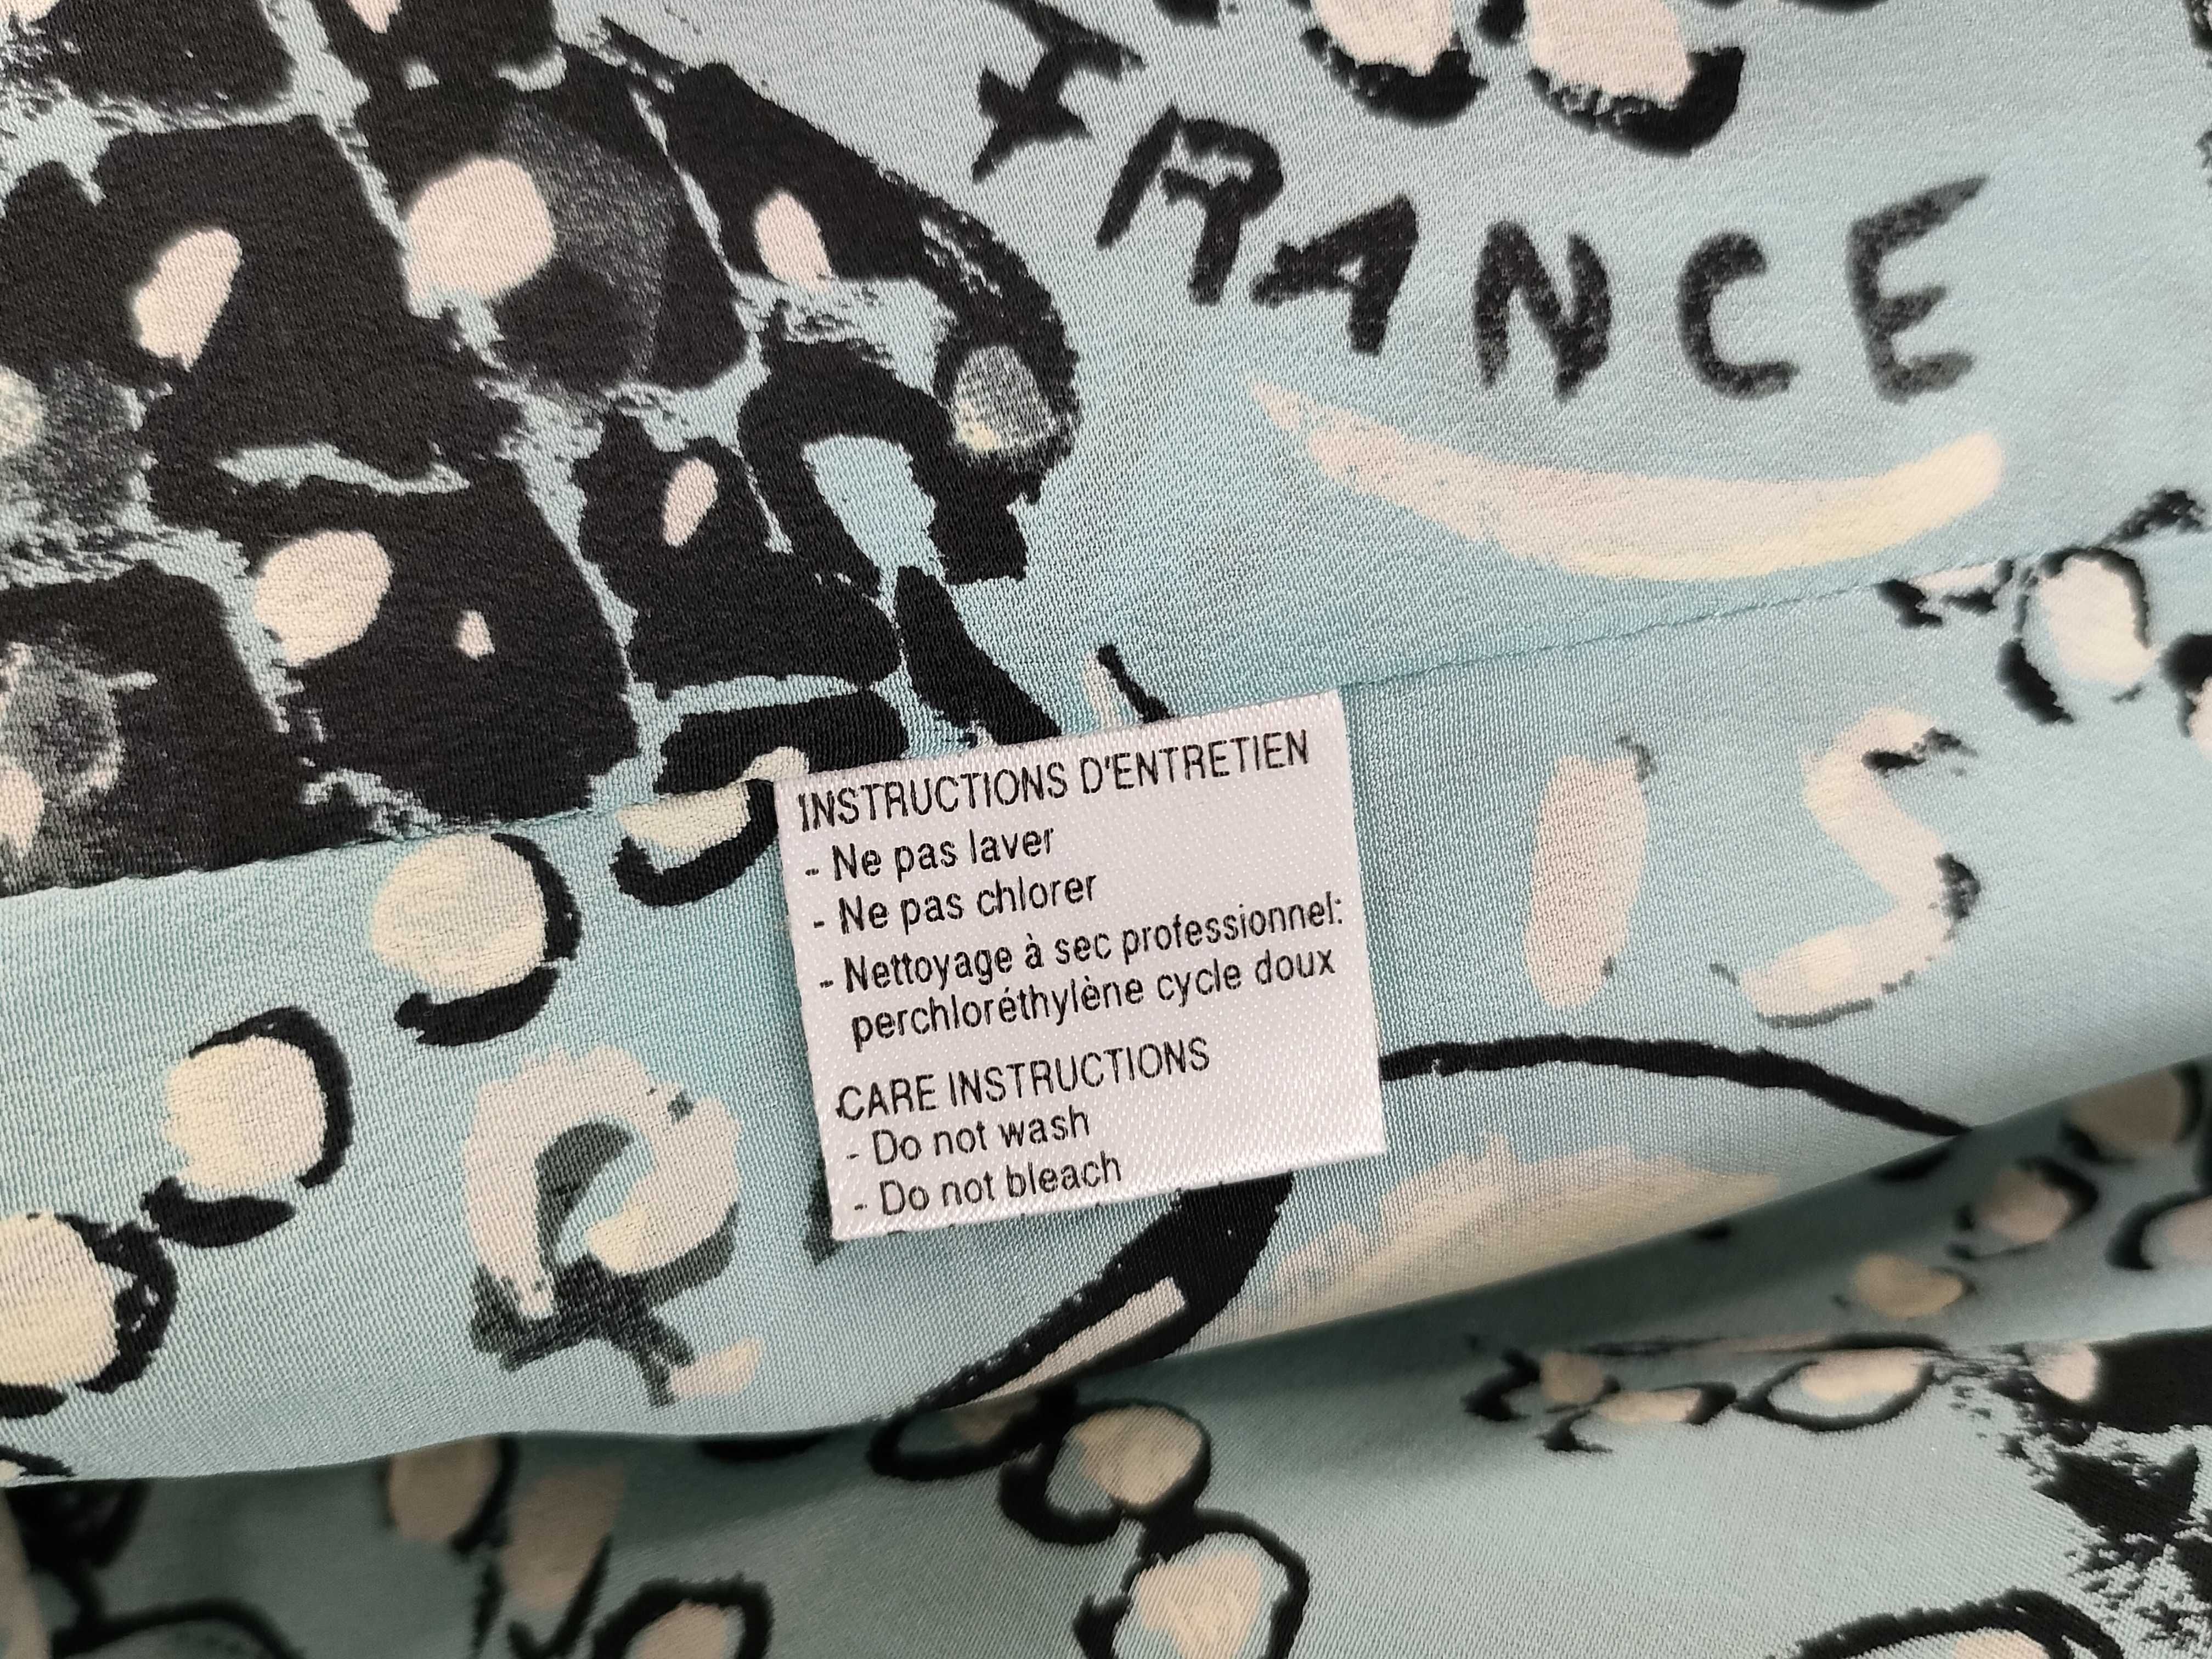 FRANCE
INSTRUCTIONS D'ENTRETIEN
- Ne pas laver
- Ne pas chlorer
- Nettoyage à sec professionnel:
perchloréthylène cycle doux
CARE INSTRUCTIONS
- Do not wash
- Do not bleach